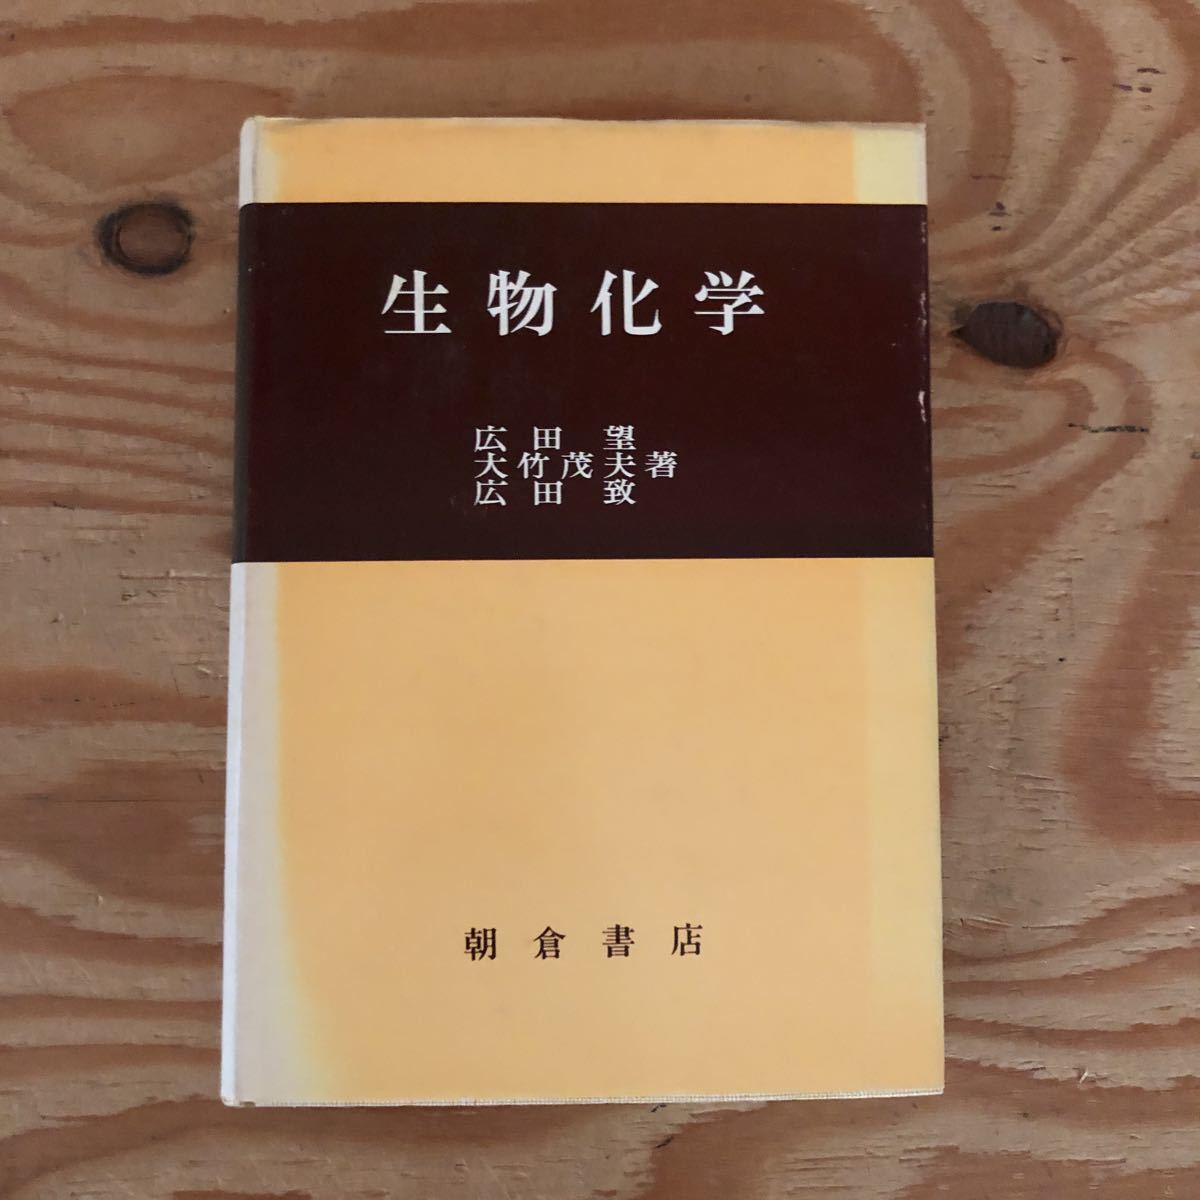 生物化学
広田望
大竹茂夫著
広田致
朝倉書店